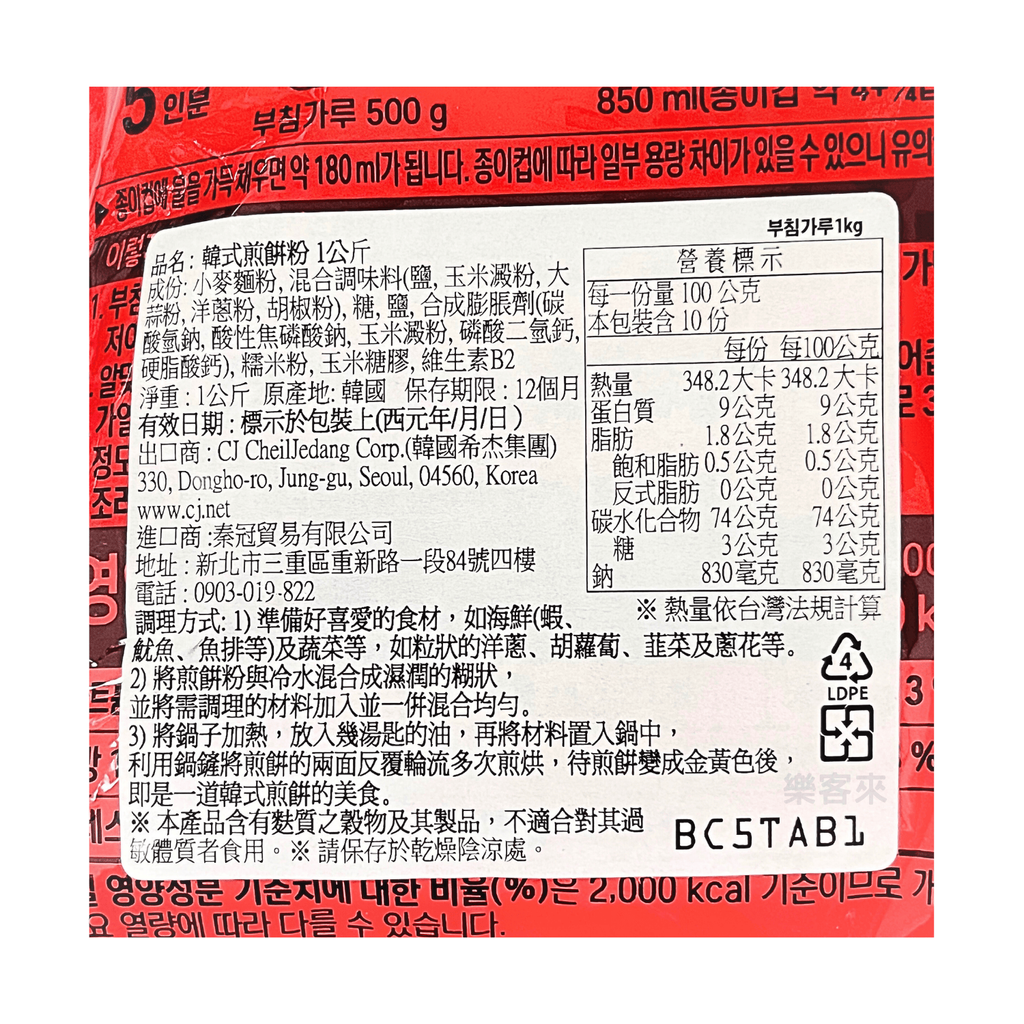 5인분
부침가루 500 g
850 ml(종이컵 약
종이컵에 물을 가득 채우면 약 180 ml가 됩니다. 종이컵에 따라 일부 용량 차이가 있을 수 있으니 유의
부침가루1kg
品名: 韓式煎餅粉 1公斤
成份: 小麥麵粉, 混合調味料(鹽, 玉米澱粉, 大
蒜粉, 洋蔥粉, 胡椒粉), 糖, 鹽, 合成膨脹劑(碳
酸氫鈉, 酸性焦磷酸鈉, 玉米澱粉, 磷酸二氫鈣,
硬脂酸鈣), 糯米粉, 玉米糖膠, 維生素B2
淨重：1公斤 原產地: 韓國 保存期限：12個月
有效日期：標示於包裝上(西元年/月/日)
出口商：CJ CheilJedang Corp.(韓國希杰集團)
330, Dongho-ro, Jung-gu, Seoul, 04560, Korea
www.cj.net
進口商：秦冠貿易有限公司
地址：新北市三重區重新路一段84號四樓
電話：0903-019-822
營養標示
每一份量 100 公克
本包裝含 10 份
每份 每100公克
熱量 348.2大卡 348.2大卡
蛋白質 9公克 9公克
脂肪 1.8公克 1.8公克
飽和脂肪 0.5公克 0.5公克
反式脂肪 0公克 0公克
碳水化合物 74公克 74公克
糖 3公克 3公克
鈉 830毫克 830毫克
※ 熱量依台灣法規計算
調理方式: 1) 準備好喜愛的食材，如海鮮(蝦、
魷魚、魚排等)及蔬菜等，如粒狀的洋蔥、胡蘿蔔、韮菜及蔥花等。
2) 將煎餅粉與冷水混合成濕潤的糊狀，
並將需調理的材料加入並一併混合均勻。
3) 將鍋子加熱，放入幾湯匙的油，再將材料置入鍋中，
利用鍋鏟將煎餅的兩面反覆輪流多次煎烘，待煎餅變成金黃色後，
即是一道韓式煎餅的美食。
※ 本產品含有麩質之穀物及其製品，不適合對其過
敏體質者食用。※ 請保存於乾燥陰涼處。
4
LDPE
樂客來
BC5TAB1
영양성분 기준치에 대한 비율(%)은 2,000 kcal 기준이므로
열량에 따라 다를 수 있습니다.